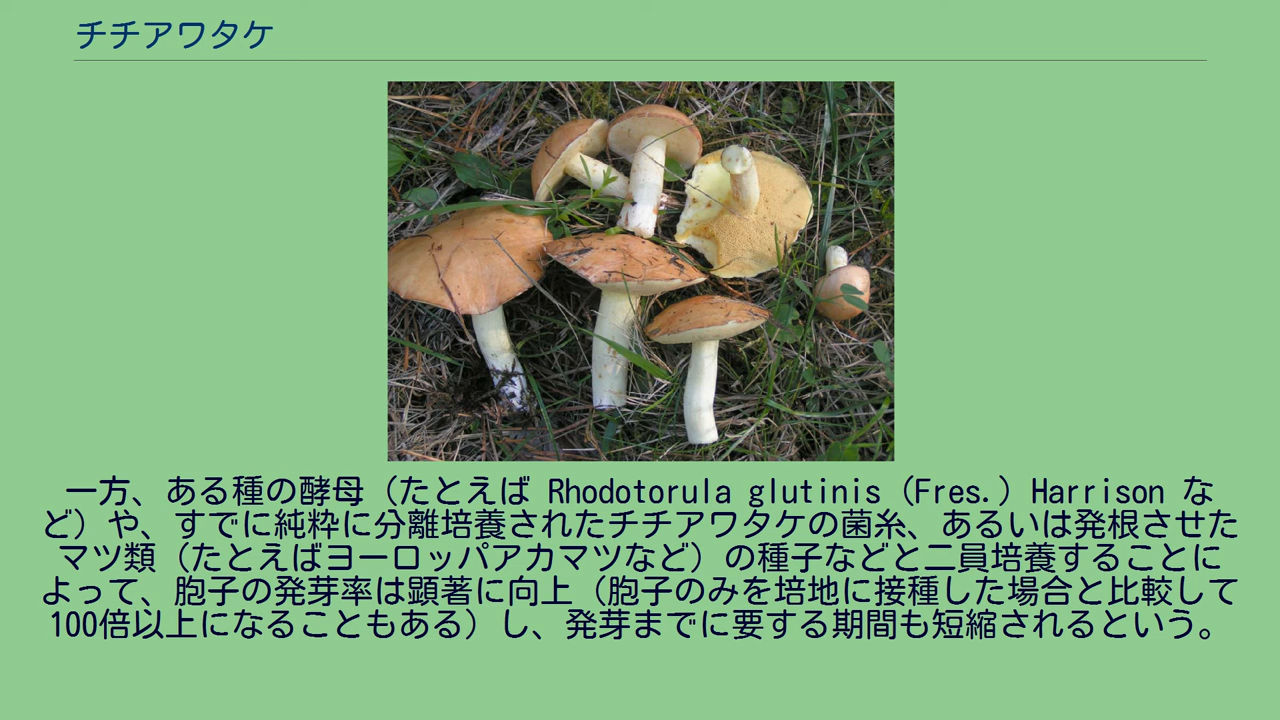 チチアワタケ
一方、ある種の酵母（たとえば Rhodotorula glutinis（Fres.）Harrison な
ど）や、すでに純粋に分離培養されたチチアワタケの菌糸、あるいは発根させた
マツ類（たとえばヨーロッパアカマツなど）の種子などと二員培養することに
よって、胞子の発芽率は顕著に向上（胞子のみを培地に接種した場合と比較して
100倍以上になることもある）し、発芽までに要する期間も短縮されるという。